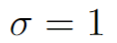 σ = 1